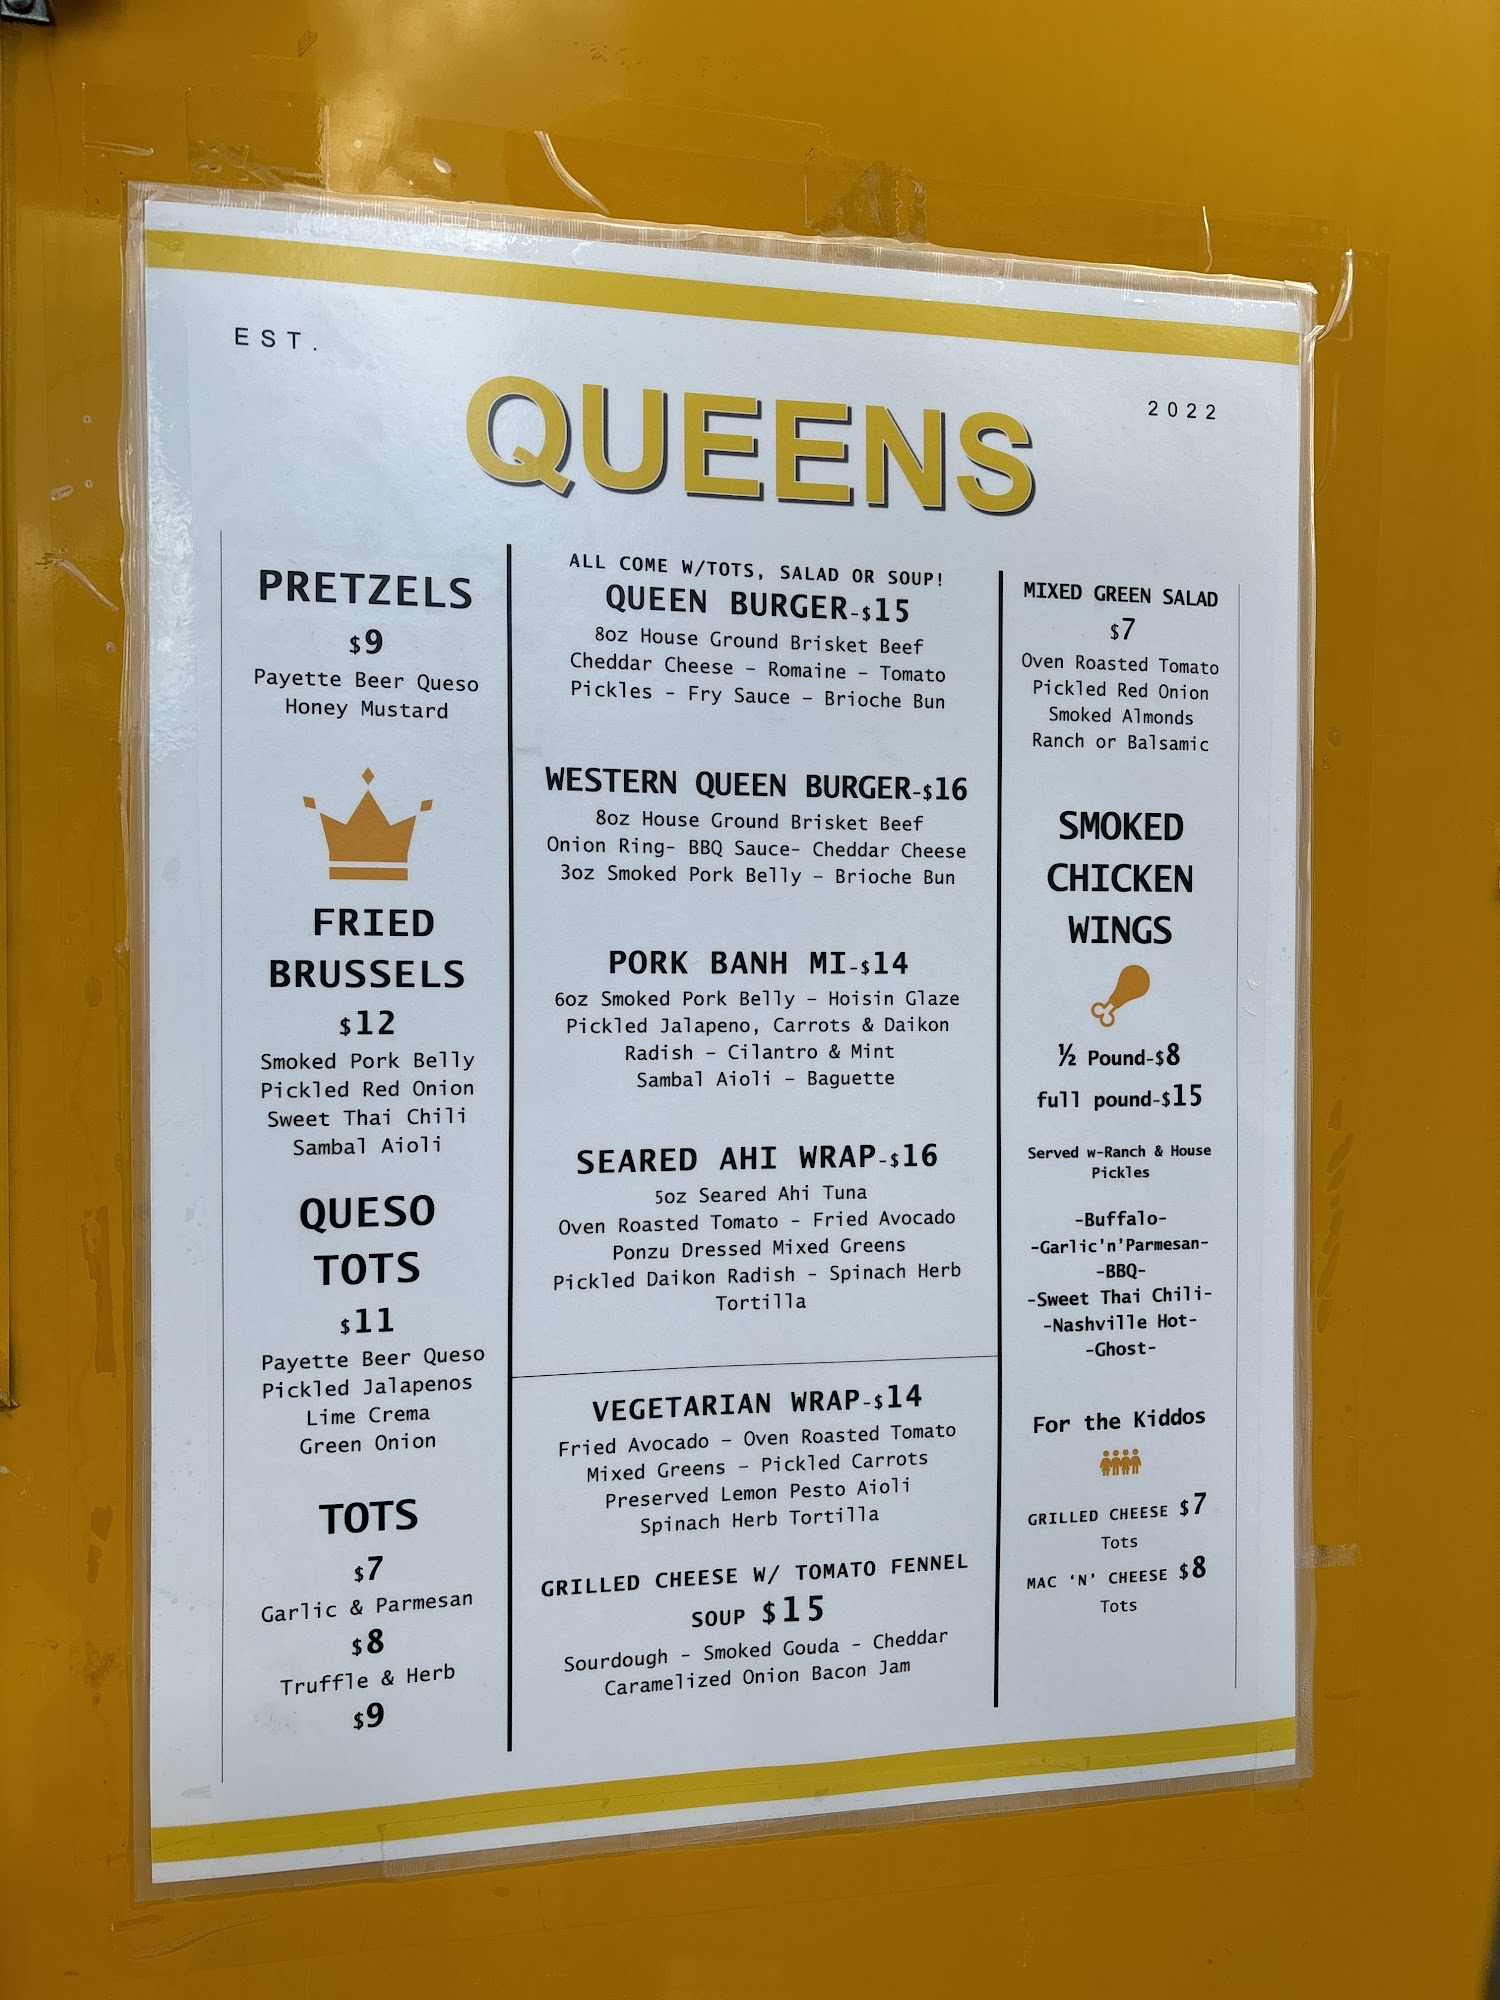 EST.
QUEENS
2022
PRETZELS
$9
Payette Beer Queso
Honey Mustard
FRIED
BRUSSELS
$12
Smoked Pork Belly
Pickled Red Onion
Sweet Thai Chili
Sambal Aioli
QUESO
TOTS
$11
Payette Beer Queso
Pickled Jalapenos
Lime Crema
Green Onion
TOTS
$7
Garlic & Parmesan
$8
Truffle & Herb
$9
ALL COME W/TOTS, SALAD OR SOUP!
QUEEN BURGER-$15
8oz House Ground Brisket Beef
Cheddar Cheese – Romaine – Tomato
Pickles – Fry Sauce – Brioche Bun
WESTERN QUEEN BURGER-$16
8oz House Ground Brisket Beef
Onion Ring- BBQ Sauce- Cheddar Cheese
3oz Smoked Pork Belly – Brioche Bun
PORK BANH MI-$14
6oz Smoked Pork Belly – Hoisin Glaze
Pickled Jalapeno, Carrots & Daikon
Radish – Cilantro & Mint
Sambal Aioli – Baguette
SEARED AHI WRAP-$16
5oz Seared Ahi Tuna
Oven Roasted Tomato – Fried Avocado
Ponzu Dressed Mixed Greens
Pickled Daikon Radish – Spinach Herb
Tortilla
VEGETARIAN WRAP-$14
Fried Avocado – Oven Roasted Tomato
Mixed Greens – Pickled Carrots
Preserved Lemon Pesto Aioli
Spinach Herb Tortilla
GRILLED CHEESE W/ TOMATO FENNEL
SOUP $15
Sourdough – Smoked Gouda – Cheddar
Caramelized Onion Bacon Jam
MIXED GREEN SALAD
$7
Oven Roasted Tomato
Pickled Red Onion
Smoked Almonds
Ranch or Balsamic
SMOKED
CHICKEN
WINGS
½ Pound-$8
full pound-$15
Served w-Ranch & House
Pickles
-Buffalo-
-Garlic'n'Parmesan-
-BBQ-
-Sweet Thai Chili-
-Nashville Hot-
-Ghost-
For the Kiddos
GRILLED CHEESE $7
Tots
MAC ‘N’ CHEESE $8
Tots